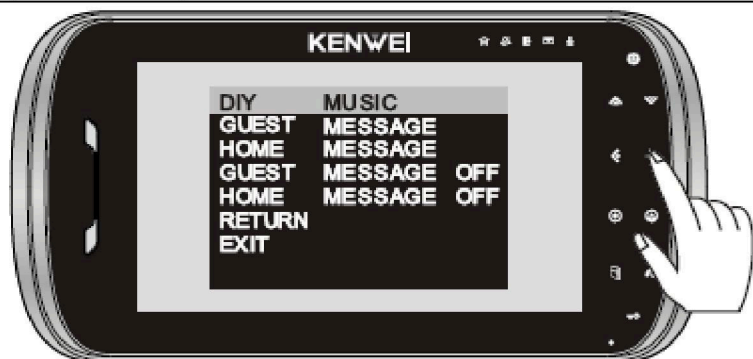 KENWEI
DIY MUSIC
GUEST MESSAGE
HOME MESSAGE
GUEST MESSAGE OFF
HOME MESSAGE OFF
RETURN
EXIT